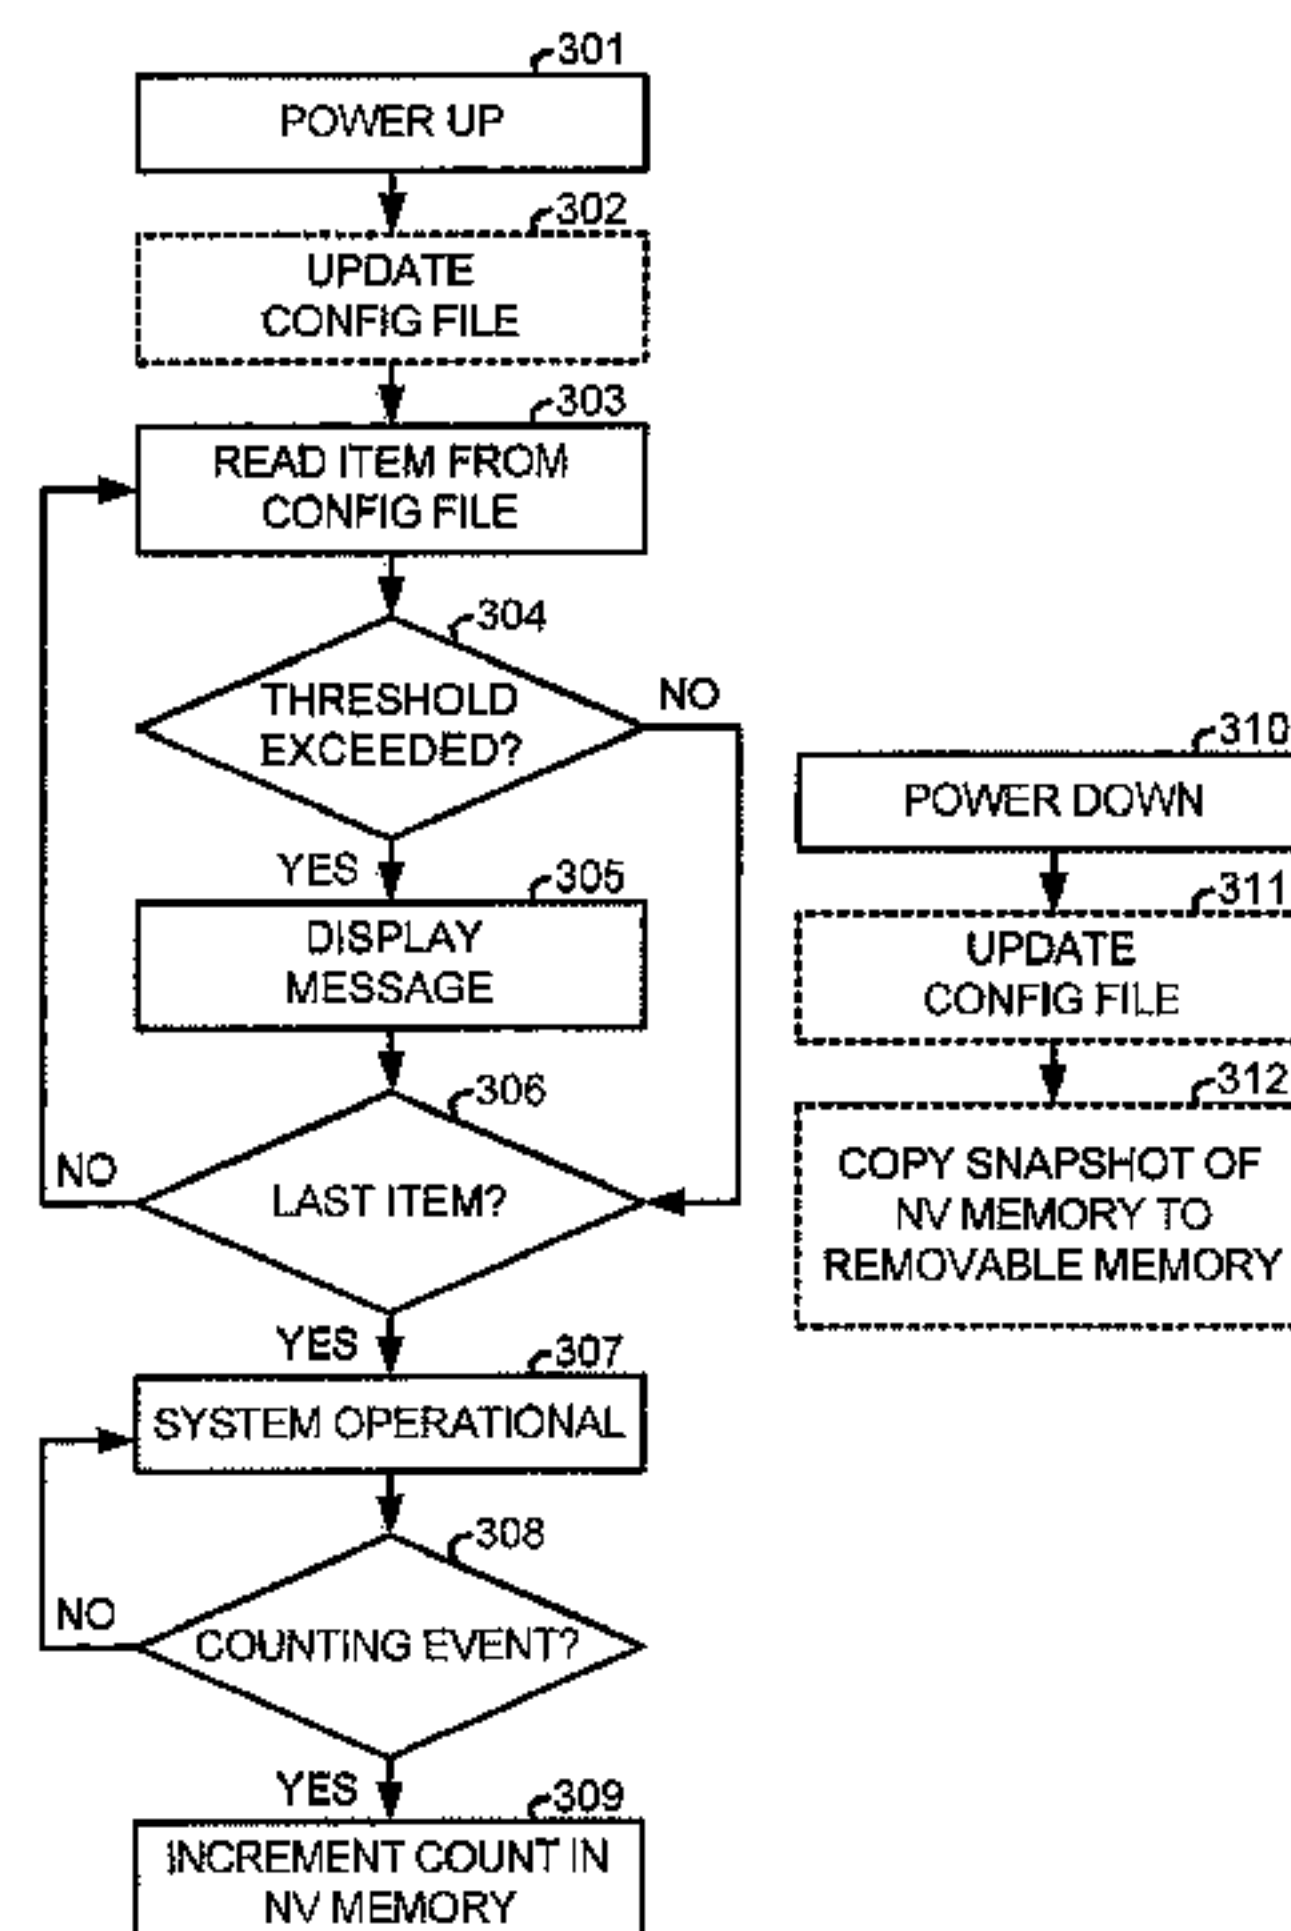 301
POWER UP
302
UPDATE
CONFIG FILE
303
READ ITEM FROM
CONFIG FILE
304
THRESHOLD
EXCEEDED?
NO
YES
305
DISPLAY
MESSAGE
306
NO
LAST ITEM?
YES
307
SYSTEM OPERATIONAL
308
NO
COUNTING EVENT?
YES
309
INCREMENT COUNT IN
NV MEMORY
310
POWER DOWN
311
UPDATE
CONFIG FILE
312
COPY SNAPSHOT OF
NV MEMORY TO
REMOVABLE MEMORY